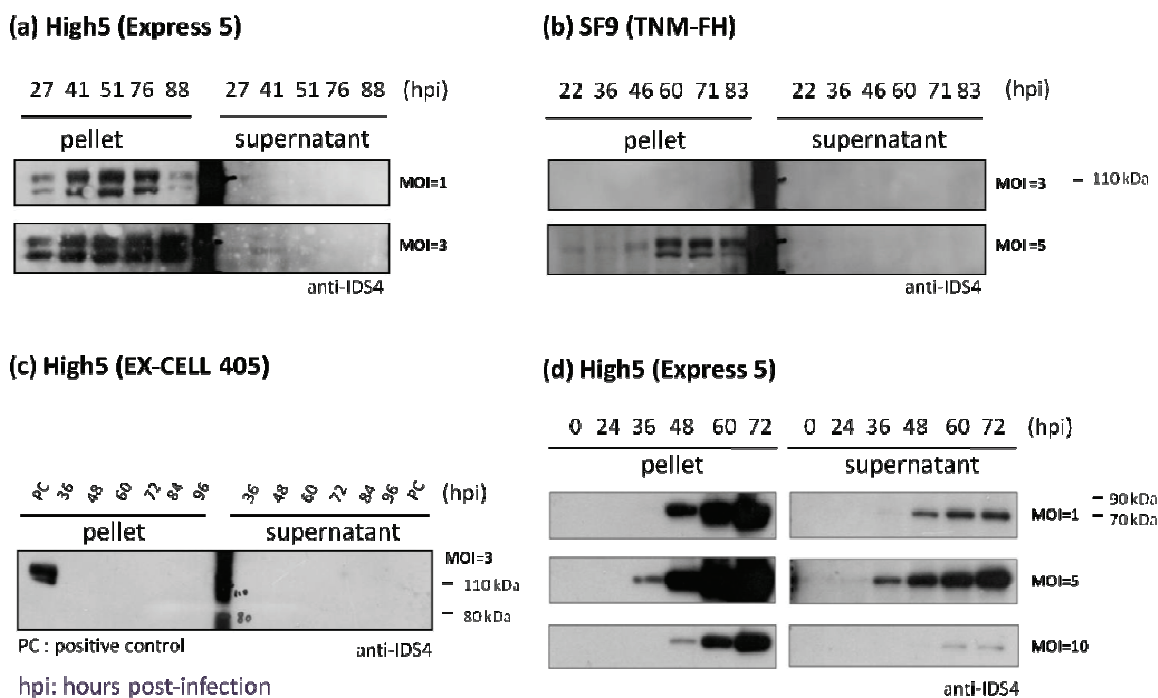 (a) High5 (Express 5)
27 41 51 76 88 27 41 51 76 88 (hpi)
pellet supernatant
MOI=1
MOI=3
anti-IDS4
(b) SF9 (TNM-FH)
22 36 46 60 71 83 22 36 46 60 71 83 (hpi)
pellet supernatant
MOI=3 – 110 kDa
MOI=5
anti-IDS4
(c) High5 (EX-CELL 405)
PC 36 48 60 72 84 96 36 48 60 72 84 96 PC (hpi)
pellet supernatant
MOI=3
– 110 kDa
80 – 80 kDa
PC : positive control anti-IDS4
hpi: hours post-infection
(d) High5 (Express 5)
0 24 36 48 60 72 0 24 36 48 60 72 (hpi)
pellet supernatant
– 90 kDa
MOI=1 – 70 kDa
MOI=5
MOI=10
anti-IDS4